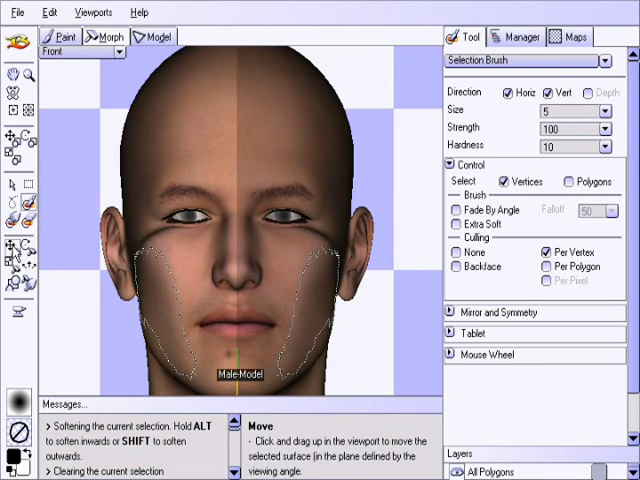 File Edit Viewports Help
Paint Morph Model
Front
Male-Model
Messages...
> Softening the current selection. Hold ALT
to soften inwards or SHIFT to soften
outwards.
> Clearing the current selection
Move
- Click and drag up in the viewport to move
the selected surface (in the plane defined by
the viewing angle.
Tool Manager Maps
Selection Brush
Direction Horiz Vert Depth
Size 5
Strength 100
Hardness 10
Control
Select Vertices Polygons
Brush
Fade By Angle Falloff 50
Extra Soft
Culling
None Per Vertex
Backface Per Polygon
Per Pixel
Mirror and Symmetry
Tablet
Mouse Wheel
Layers
All Polygons